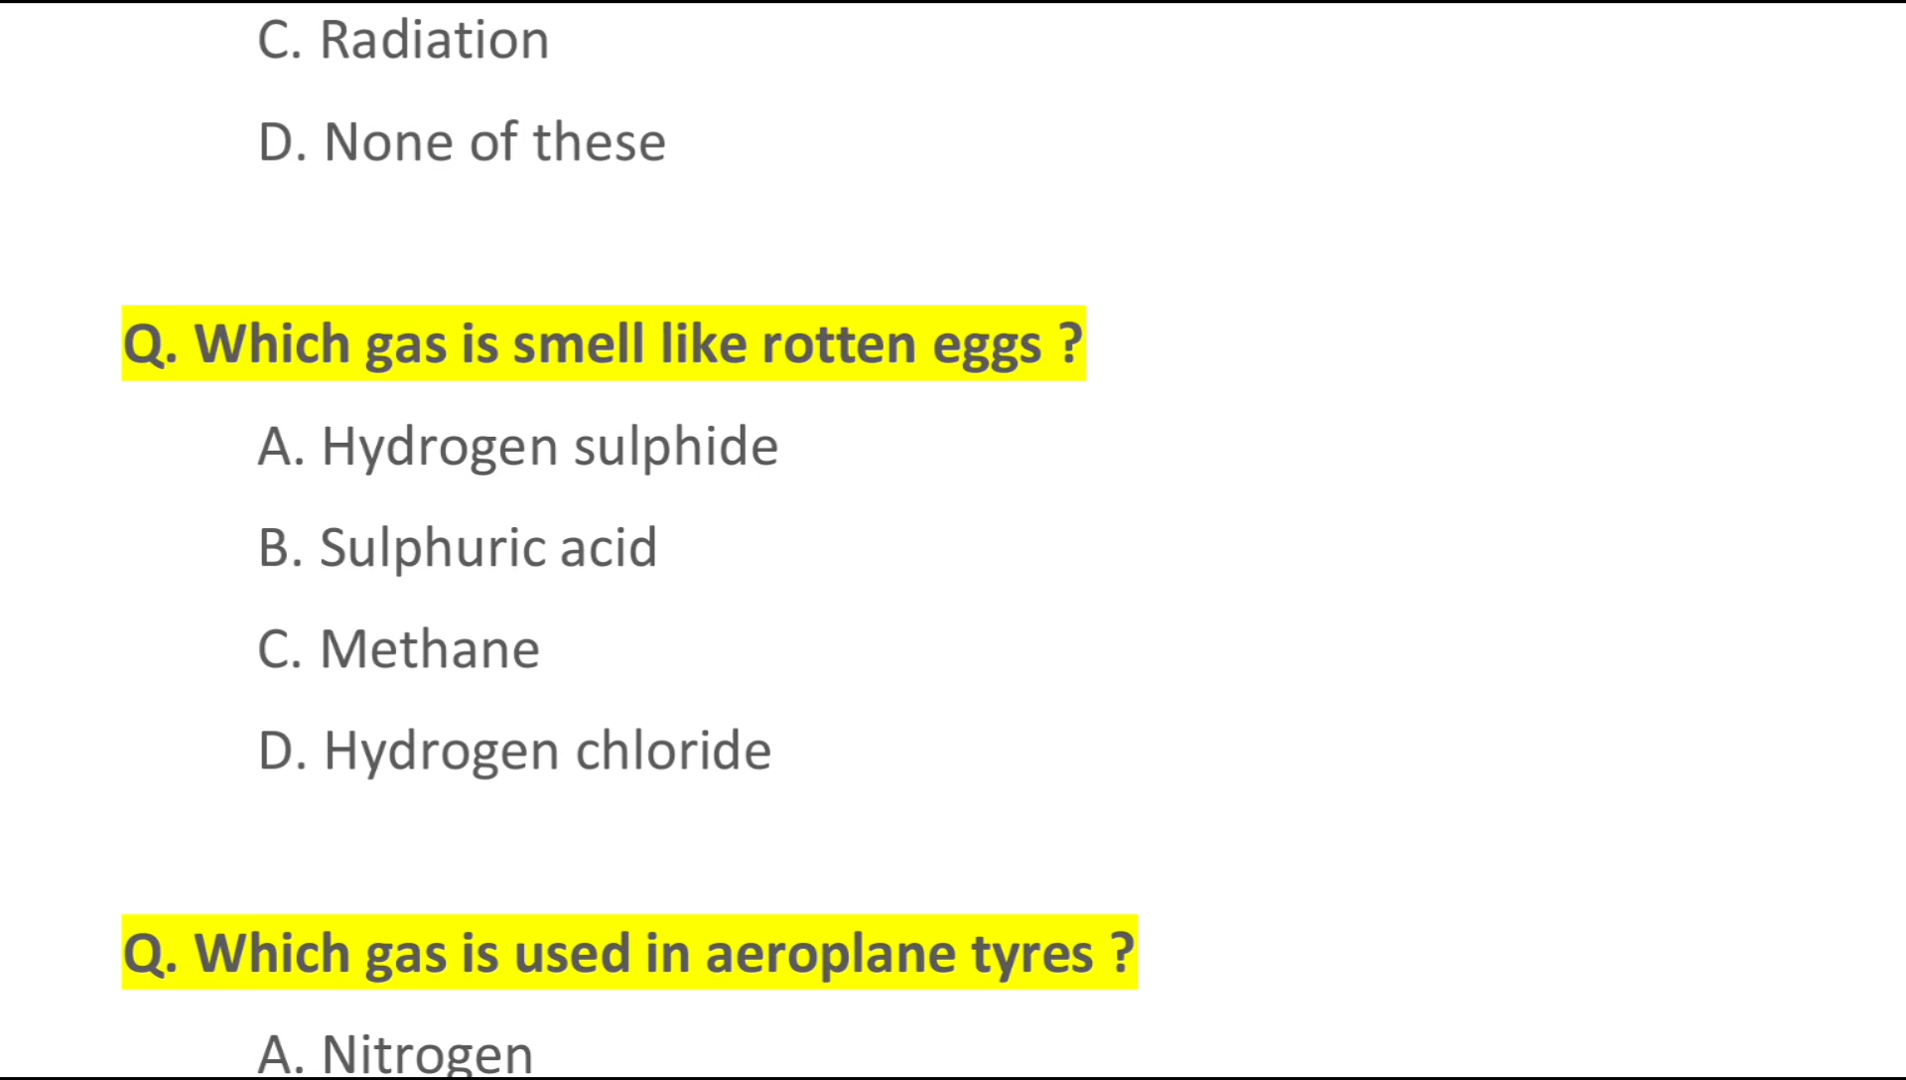 C. Radiation
D. None of these
Q. Which gas is smell like rotten eggs ?
A. Hydrogen sulphide
B. Sulphuric acid
C. Methane
D. Hydrogen chloride
Q. Which gas is used in aeroplane tyres ?
A. Nitrogen